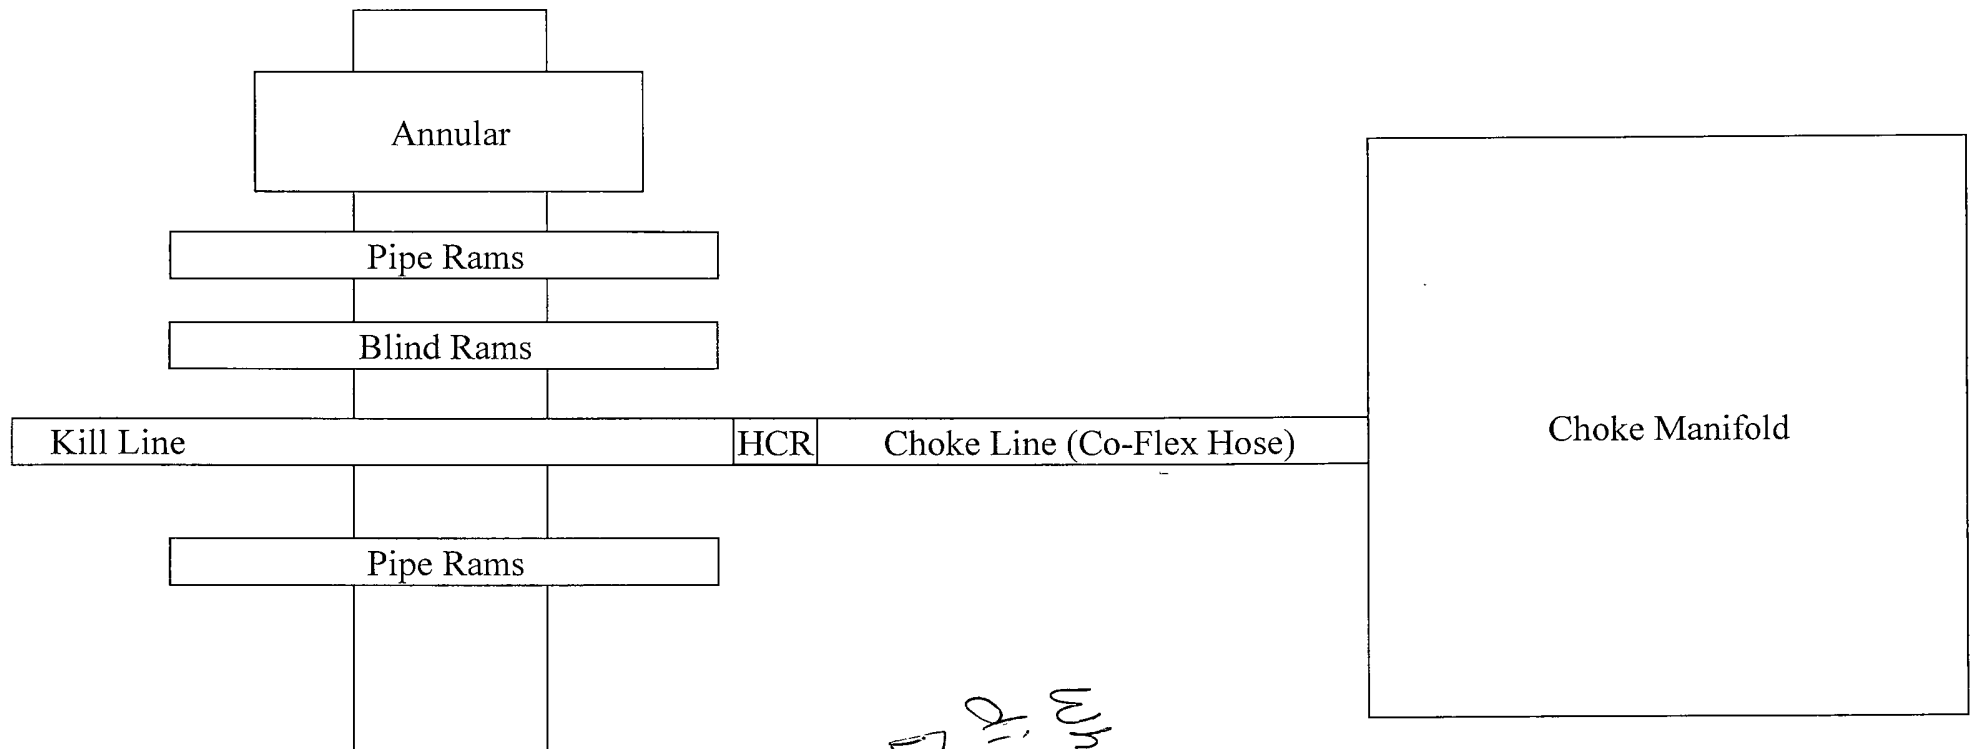 Annular
Pipe Rams
Blind Rams
Kill Line HCR Choke Line (Co-Flex Hose) Choke Manifold
Pipe Rams